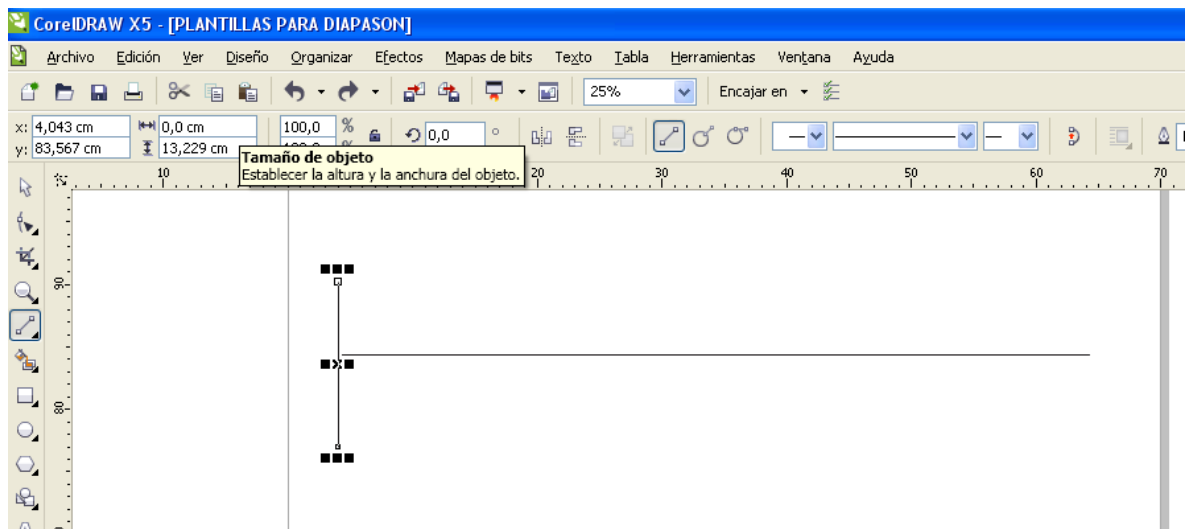 CorelDRAW X5 - [PLANTILLAS PARA DIAPASON]
Archivo Edición Ver Diseño Organizar Efectos Mapas de bits Texto Tabla Herramientas Ventana Ayuda
25% Encajar en
x: 4,043 cm 0,0 cm 100,0 % 0,0 °
y: 83,567 cm 13,229 cm
Tamaño de objeto
Establecer la altura y la anchura del objeto.
10 20 30 40 50 60 70
90
80